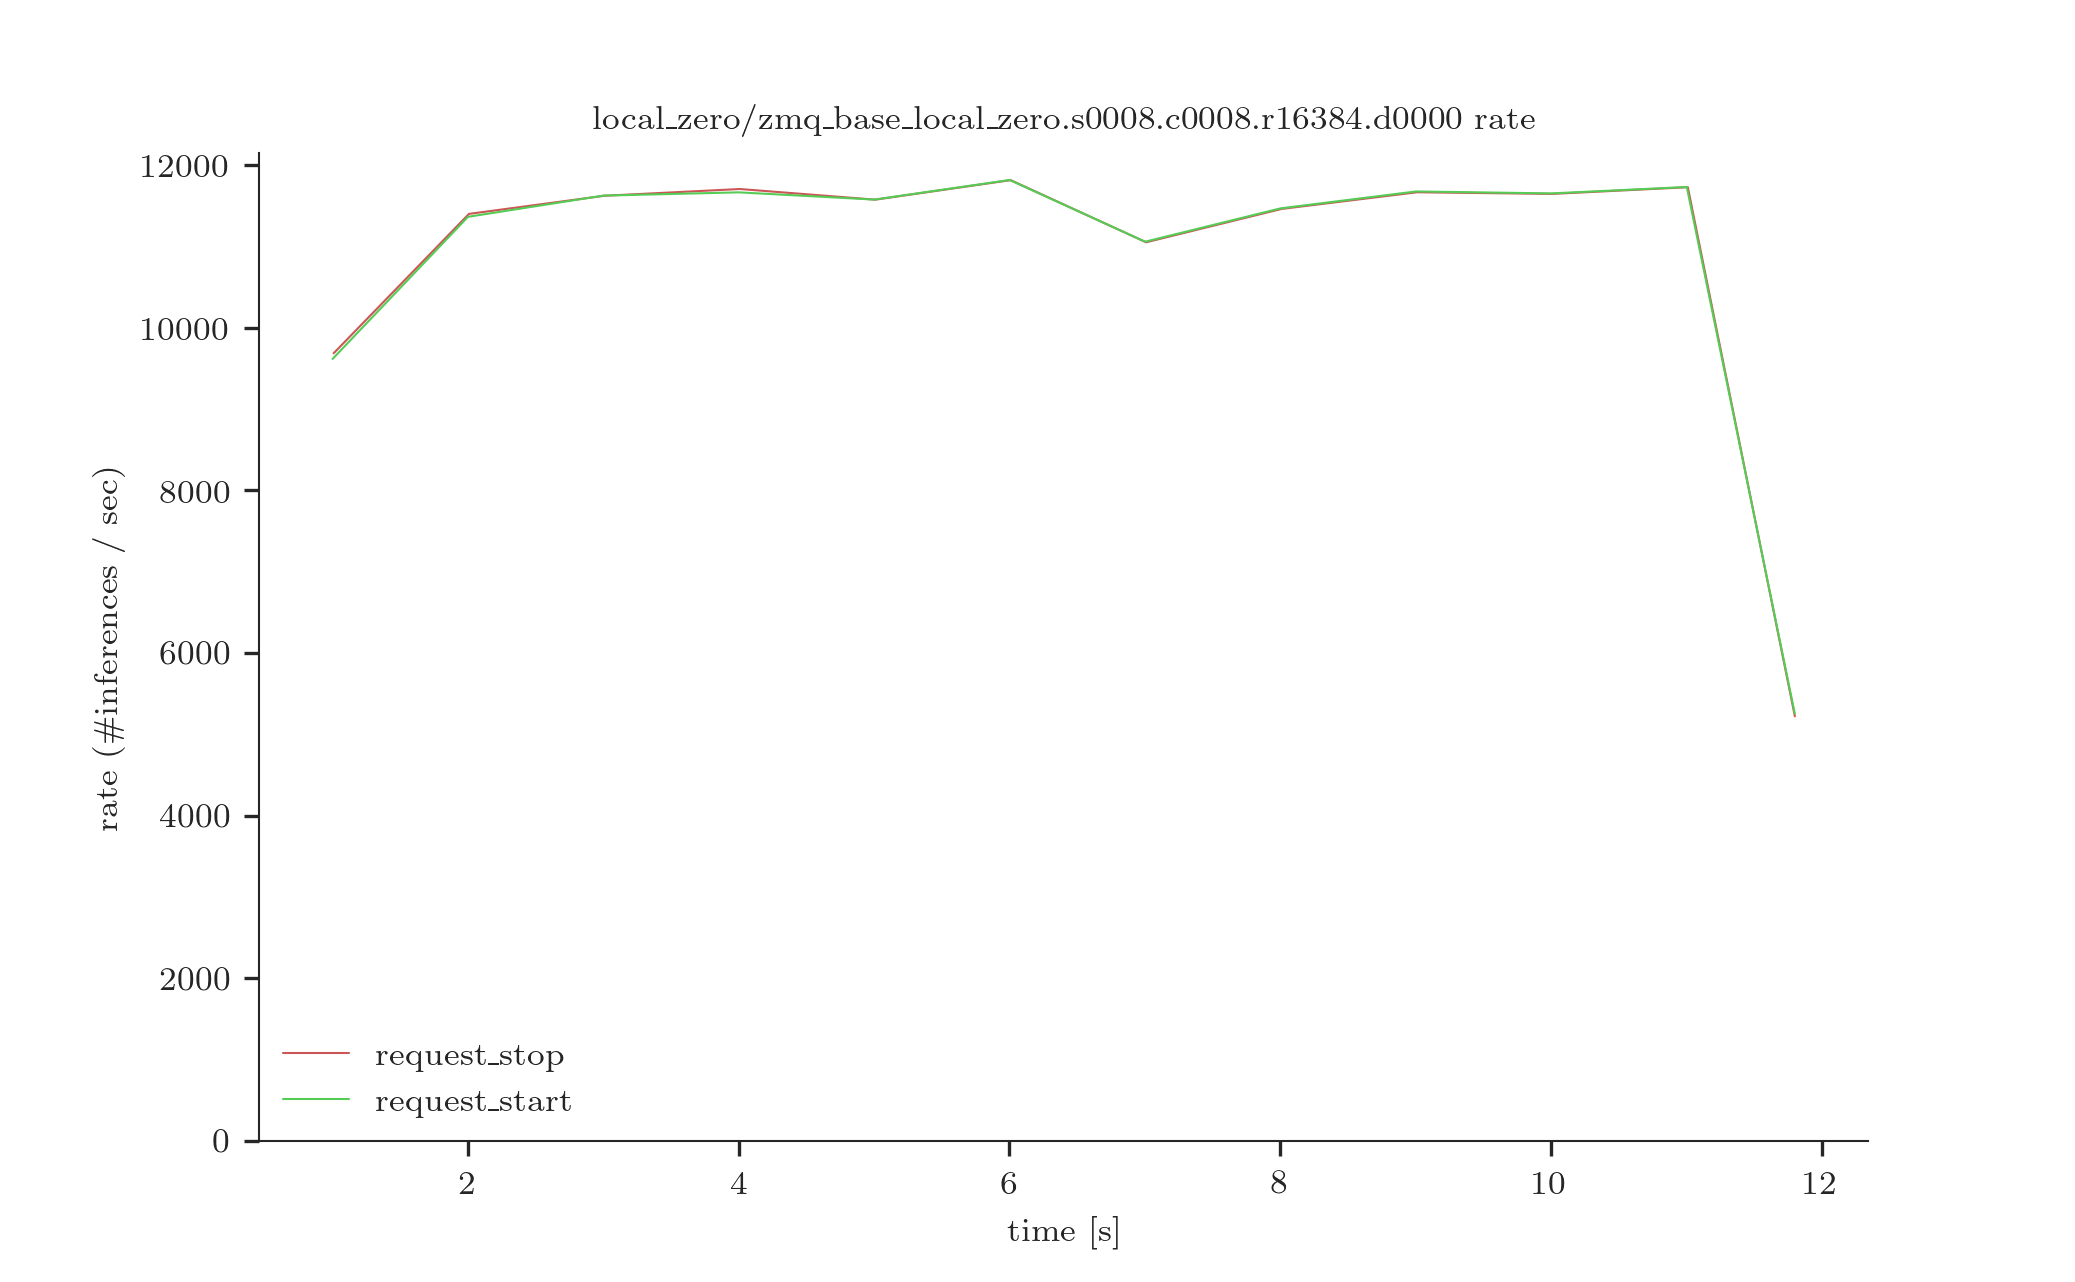 local_zero/zmq_base_local_zero.s0008.c0008.r16384.d0000 rate
12000
10000
8000
6000
4000
2000
0
rate (#inferences / sec)
request_stop
request_start
2 4 6 8 10 12
time [s]